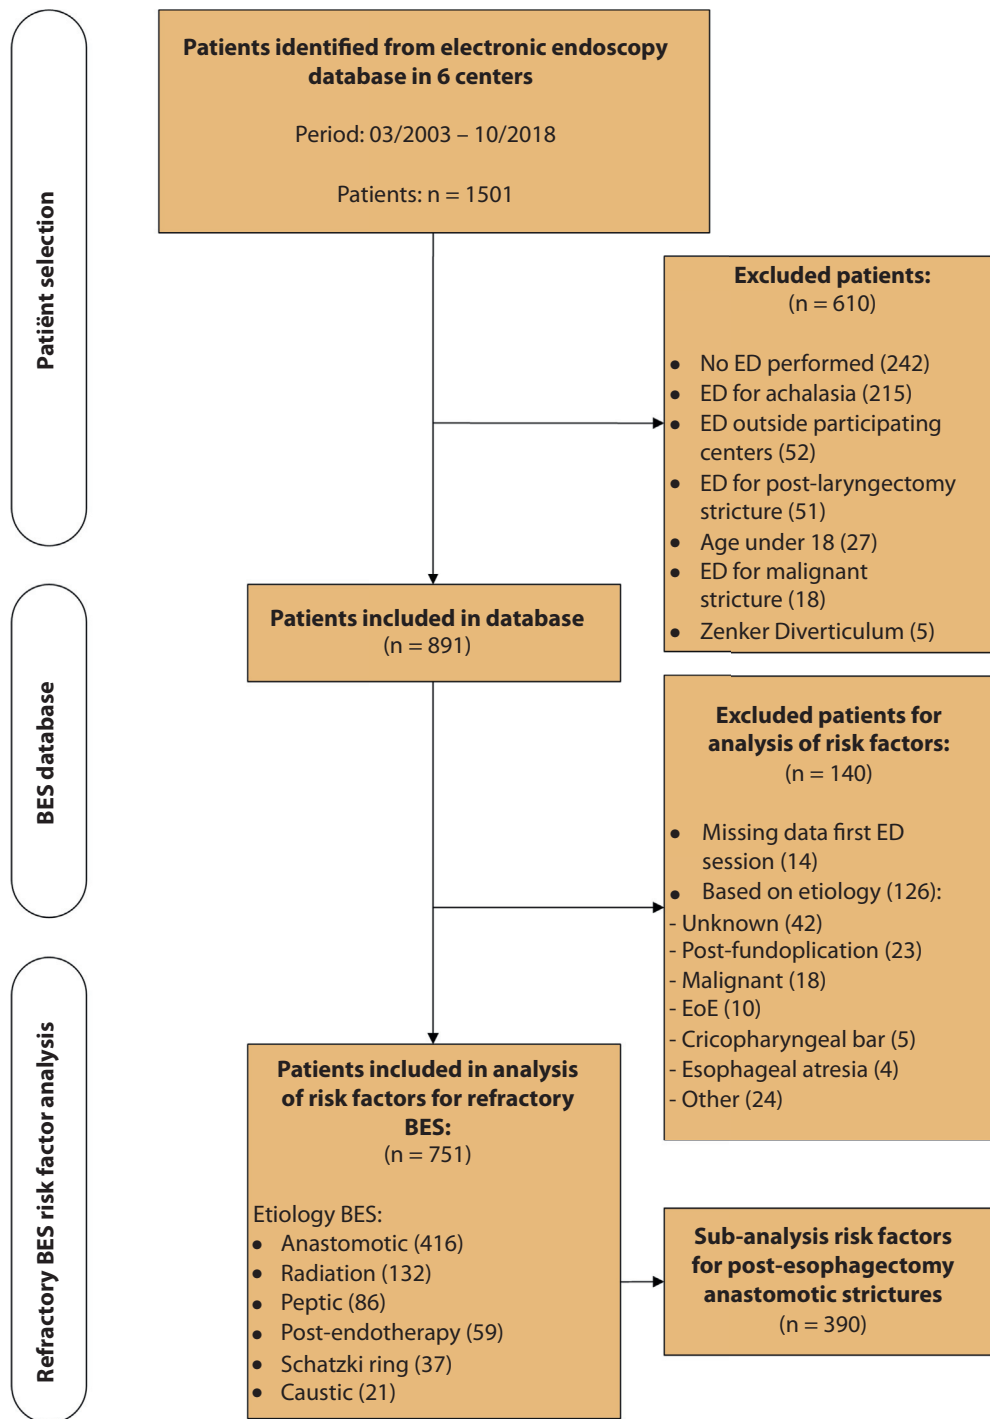 Patients identified from electronic endoscopy
database in 6 centers
Period: 03/2003 – 10/2018
Patients: n = 1501
Patiënt selection
Excluded patients:
(n = 610)
• No ED performed (242)
• ED for achalasia (215)
• ED outside participating
centers (52)
• ED for post-laryngectomy
stricture (51)
• Age under 18 (27)
• ED for malignant
stricture (18)
• Zenker Diverticulum (5)
BES database
Patients included in database
(n = 891)
Excluded patients for
analysis of risk factors:
(n = 140)
• Missing data first ED
session (14)
• Based on etiology (126):
- Unknown (42)
- Post-fundoplication (23)
- Malignant (18)
- EoE (10)
- Cricopharyngeal bar (5)
- Esophageal atresia (4)
- Other (24)
Refractory BES risk factor analysis
Patients included in analysis
of risk factors for refractory
BES:
(n = 751)
Etiology BES:
• Anastomotic (416)
• Radiation (132)
• Peptic (86)
• Post-endotherapy (59)
• Schatzki ring (37)
• Caustic (21)
Sub-analysis risk factors
for post-esophagectomy
anastomotic strictures
(n = 390)